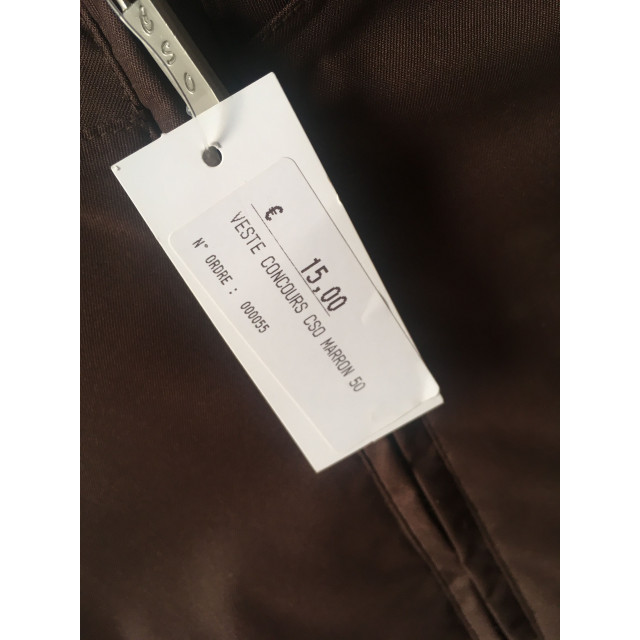 € 15,00
VESTE CONCOURS CSO MARRON 50
N° ORDRE : 000055